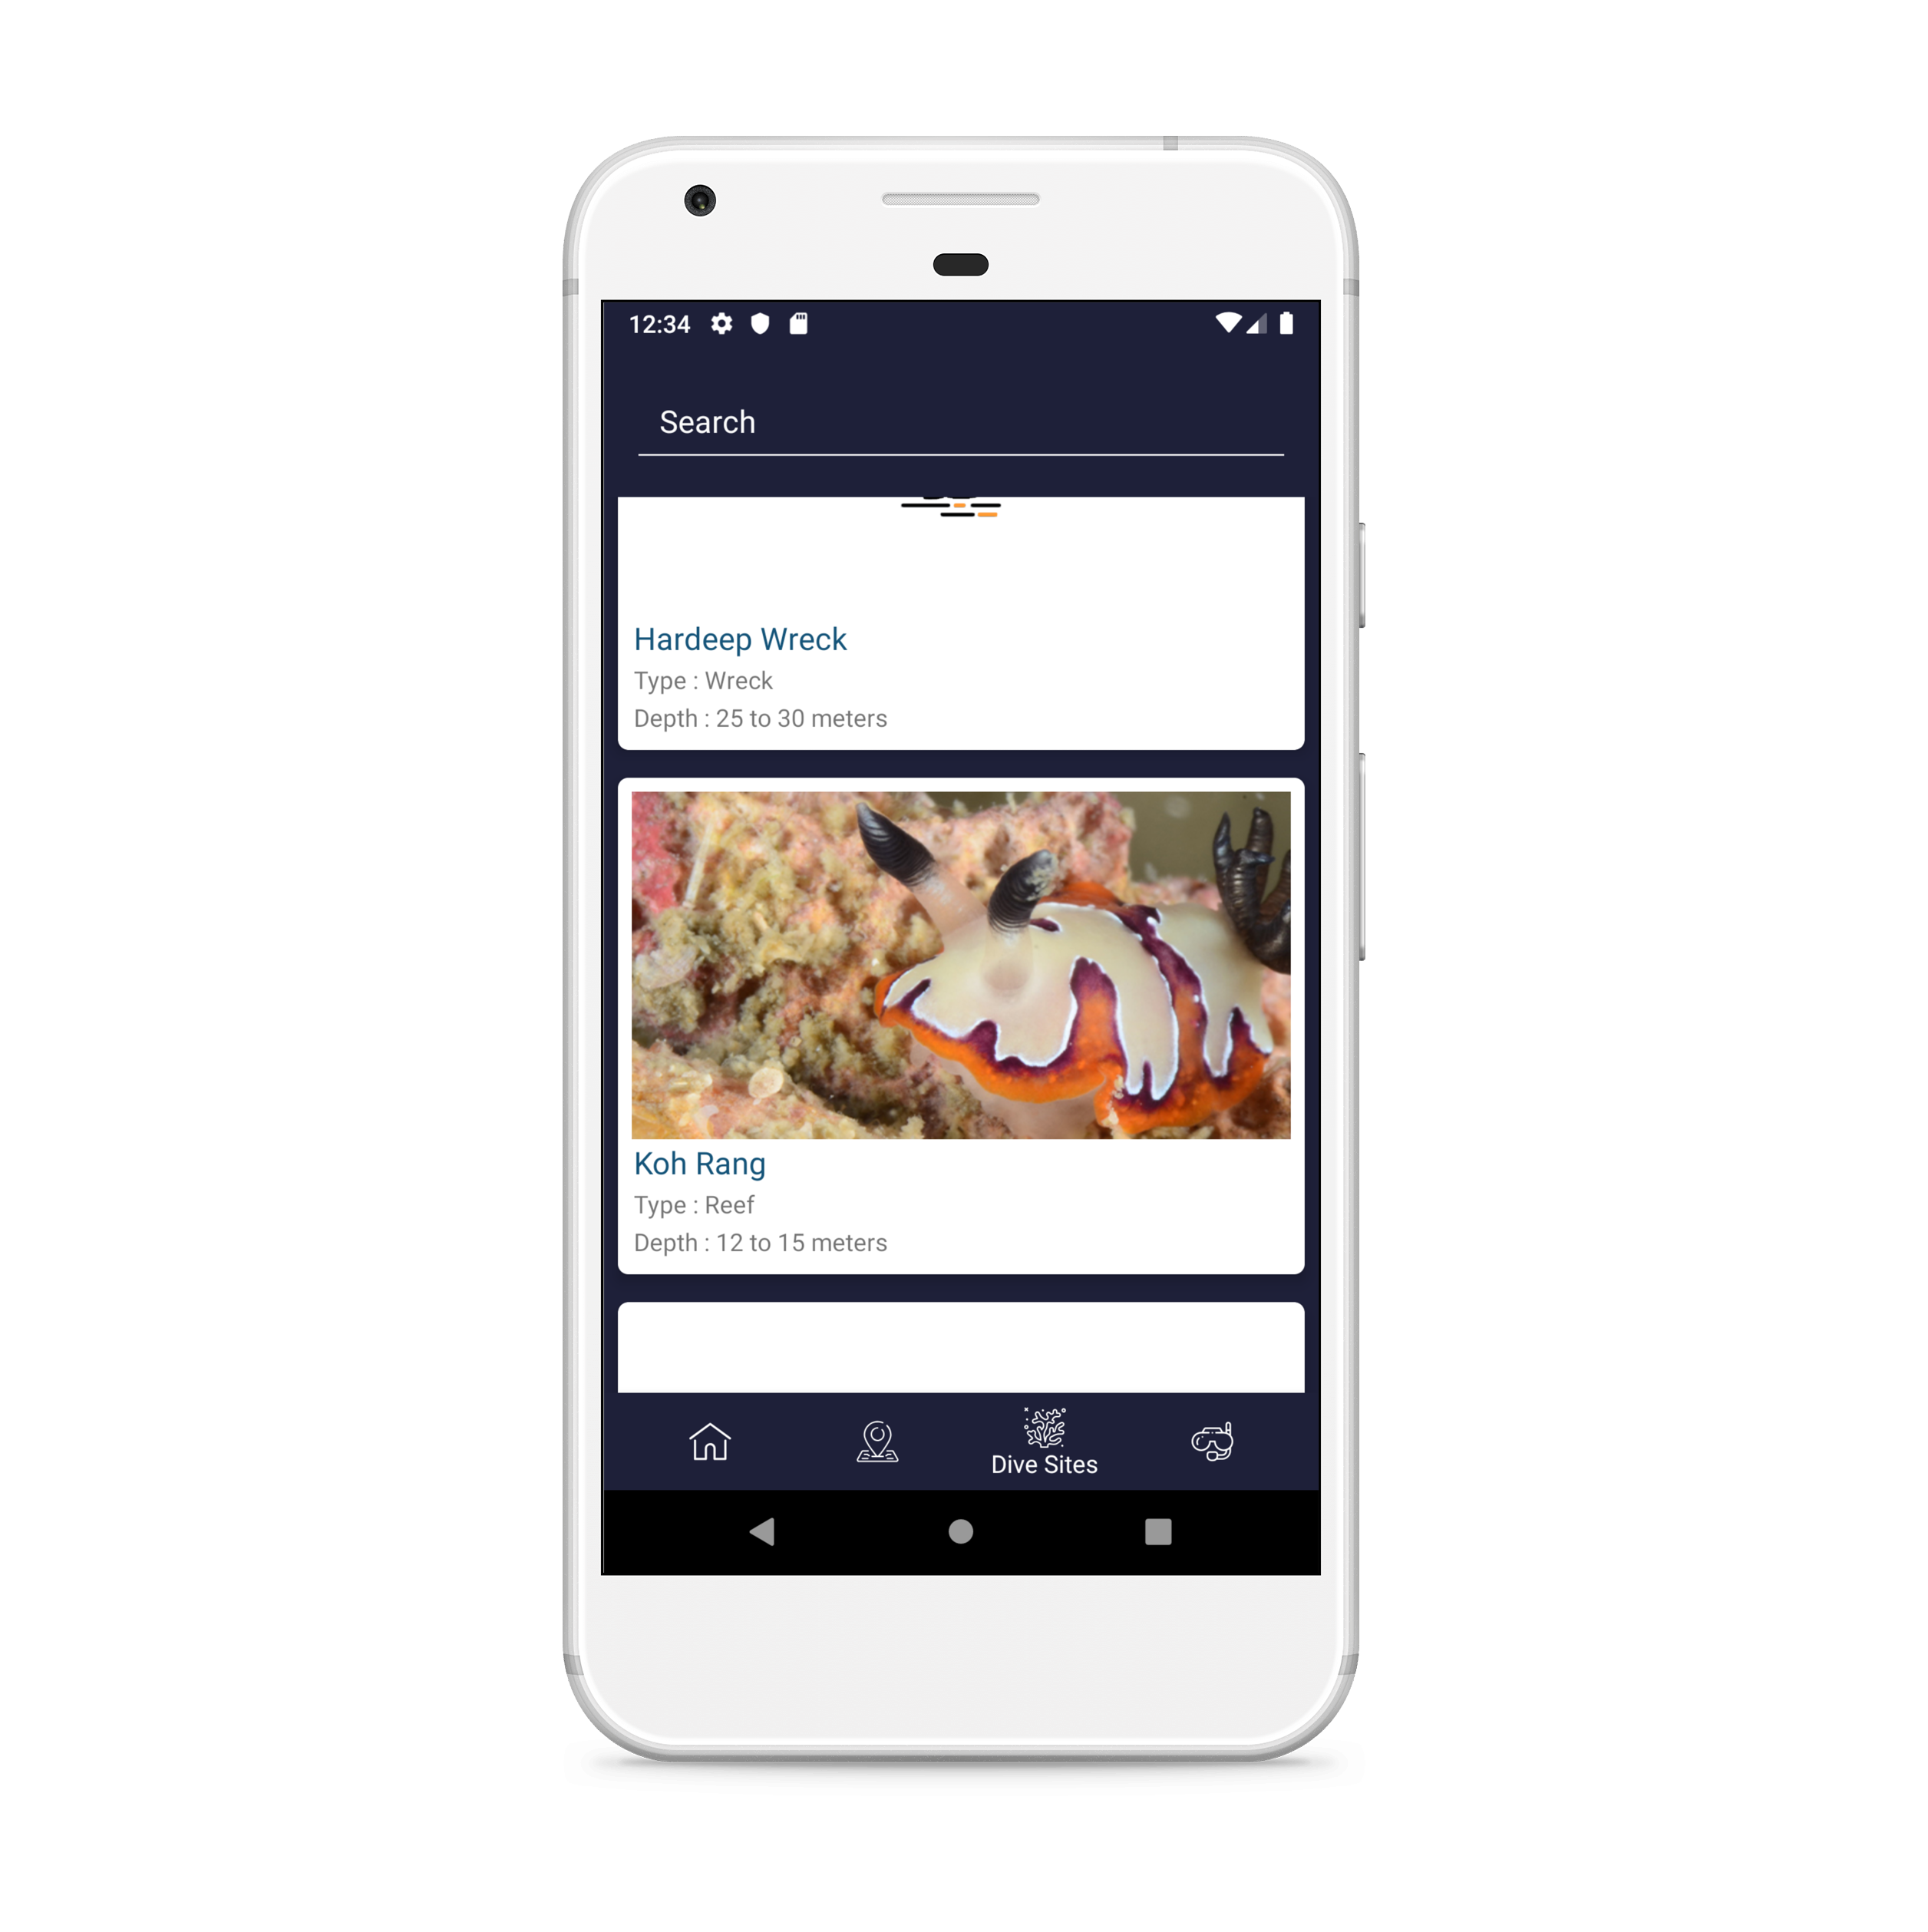 12:34
Search
Hardeep Wreck
Type : Wreck
Depth : 25 to 30 meters
Koh Rang
Type : Reef
Depth : 12 to 15 meters
Dive Sites